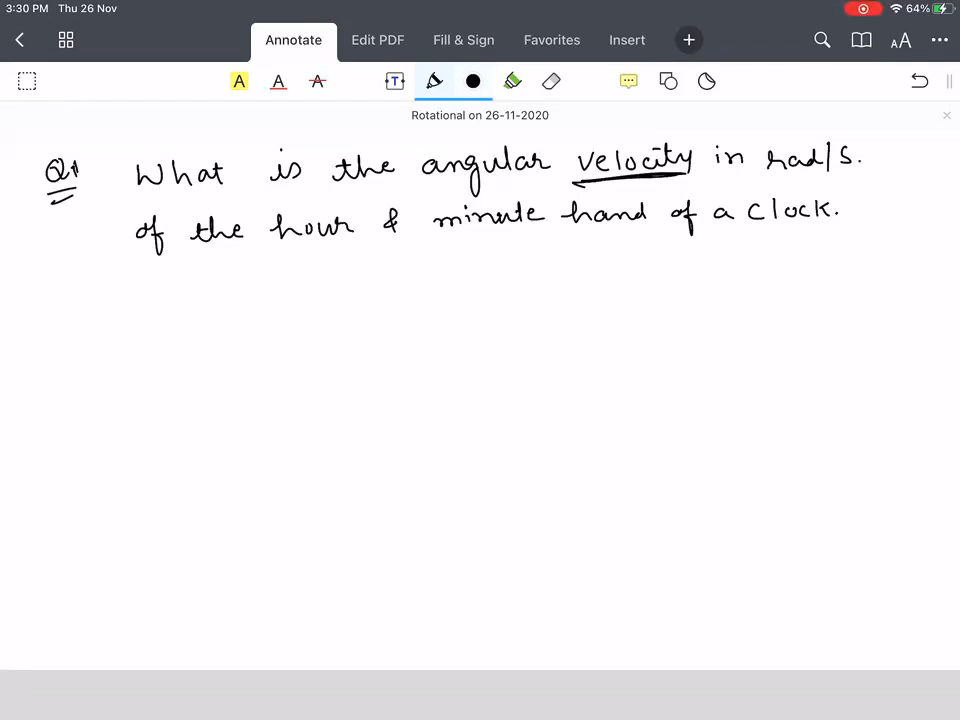 3:30 PM Thu 26 Nov 64%
Annotate Edit PDF Fill & Sign Favorites Insert + AA
A A A T
Rotational on 26-11-2020 ×
Q1 What is the angular velocity in rad/s.
of the hour & minute hand of a clock.